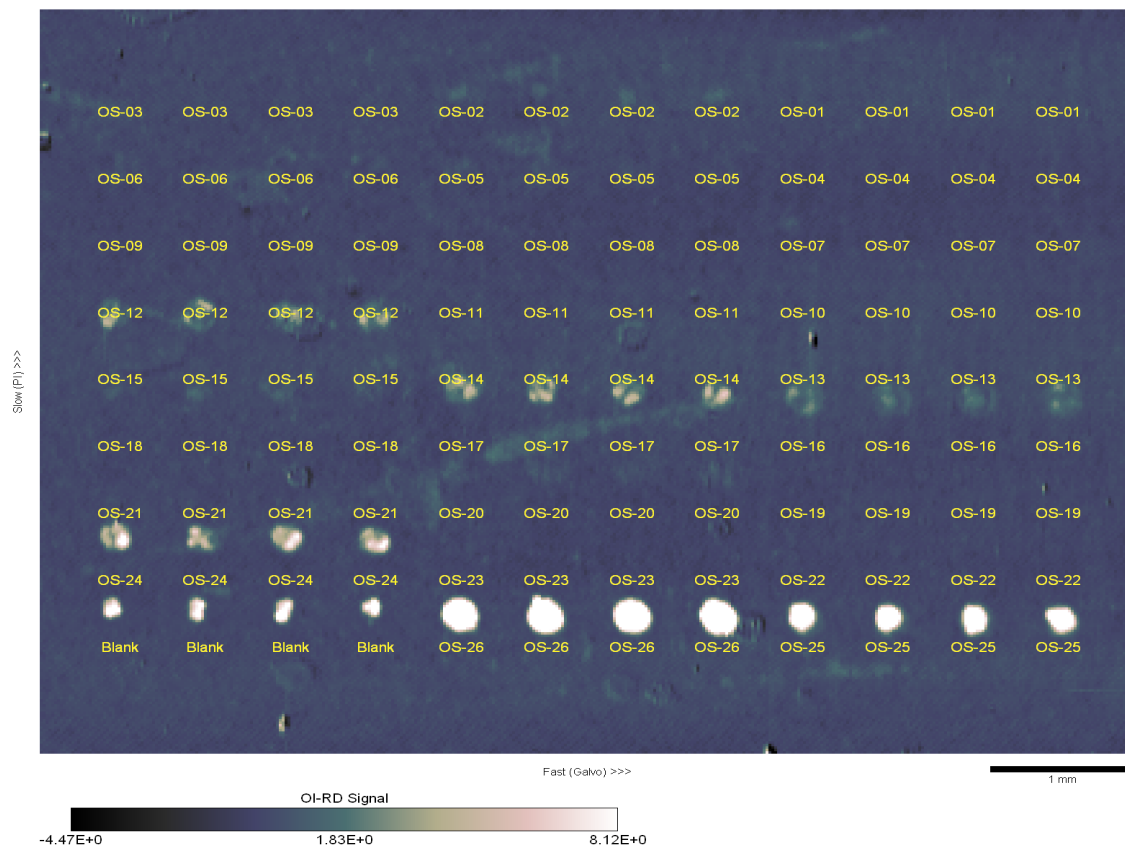 OS-03 OS-03 OS-03 OS-03 OS-02 OS-02 OS-02 OS-02 OS-01 OS-01 OS-01 OS-01
OS-06 OS-06 OS-06 OS-06 OS-05 OS-05 OS-05 OS-05 OS-04 OS-04 OS-04 OS-04
OS-09 OS-09 OS-09 OS-09 OS-08 OS-08 OS-08 OS-08 OS-07 OS-07 OS-07 OS-07
OS-12 OS-12 OS-12 OS-12 OS-11 OS-11 OS-11 OS-11 OS-10 OS-10 OS-10 OS-10
OS-15 OS-15 OS-15 OS-15 OS-14 OS-14 OS-14 OS-14 OS-13 OS-13 OS-13 OS-13
OS-18 OS-18 OS-18 OS-18 OS-17 OS-17 OS-17 OS-17 OS-16 OS-16 OS-16 OS-16
OS-21 OS-21 OS-21 OS-21 OS-20 OS-20 OS-20 OS-20 OS-19 OS-19 OS-19 OS-19
OS-24 OS-24 OS-24 OS-24 OS-23 OS-23 OS-23 OS-23 OS-22 OS-22 OS-22 OS-22
Blank Blank Blank Blank OS-26 OS-26 OS-26 OS-26 OS-25 OS-25 OS-25 OS-25
Slow (PI) >>>
Fast (Galvo) >>>
1 mm
OI-RD Signal
-4.47E+0 1.83E+0 8.12E+0